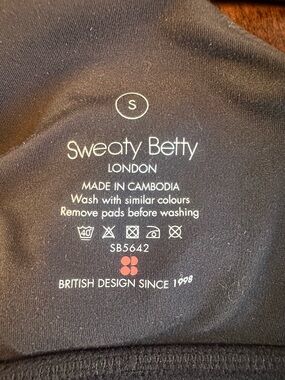 S
Sweaty Betty
LONDON
MADE IN CAMBODIA
Wash with similar colours
Remove pads before washing
40
SB5642
BRITISH DESIGN SINCE 1998